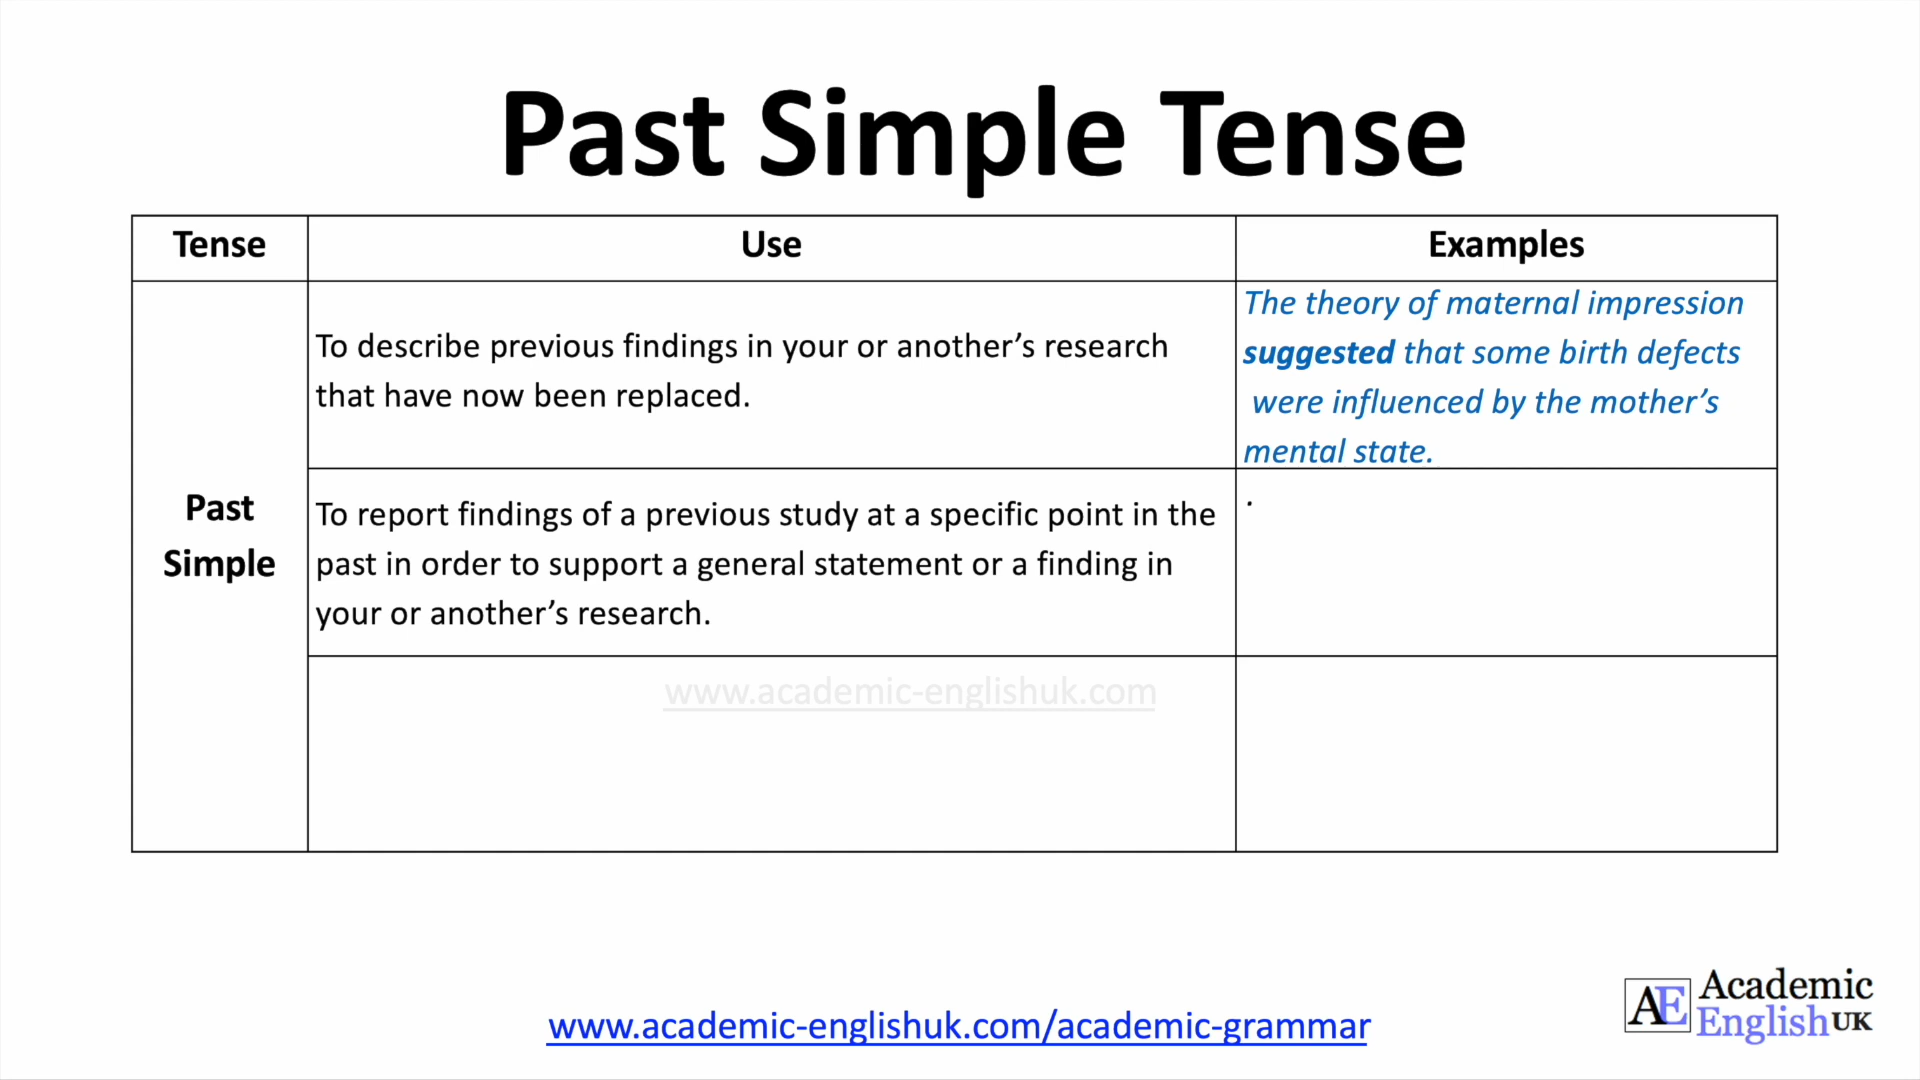 Past Simple Tense
Tense
Use
Examples
Past
Simple
To describe previous findings in your or another’s research
that have now been replaced.
The theory of maternal impression
suggested that some birth defects
were influenced by the mother’s
mental state.
To report findings of a previous study at a specific point in the
past in order to support a general statement or a finding in
your or another’s research.
.
www.academic-englishuk.com
www.academic-englishuk.com/academic-grammar
AE
Academic
EnglishUK